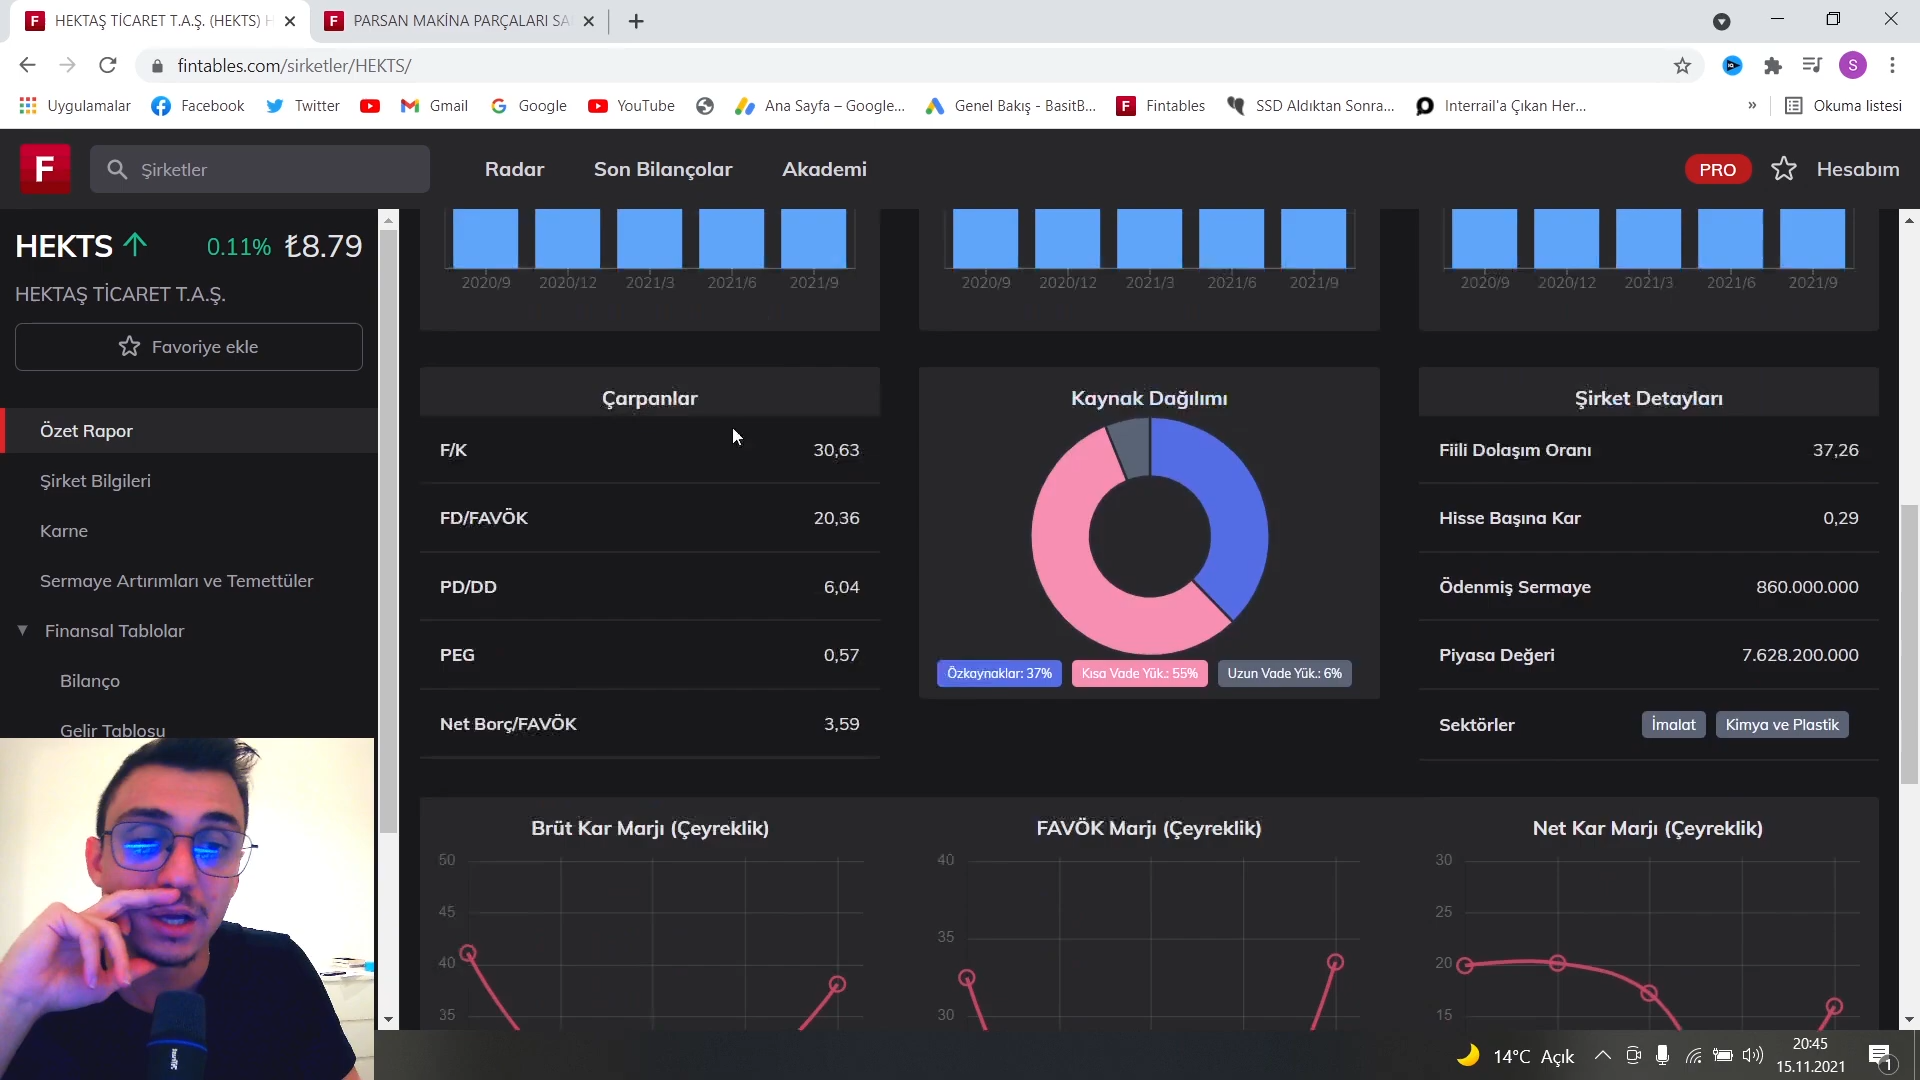 HEKTAŞ TİCARET T.A.Ş. (HEKTS) H
PARSAN MAKİNA PARÇALARI SA
fintables.com/sirketler/HEKTS/
S
Uygulamalar
Facebook
Twitter
Gmail
Google
YouTube
Ana Sayfa – Google...
Genel Bakış - BasitB...
Fintables
SSD Aldıktan Sonra...
Interrail'a Çıkan Her...
»
Okuma listesi
F
Şirketler
Radar
Son Bilançolar
Akademi
PRO
Hesabım
HEKTS
0.11%
₺8.79
HEKTAŞ TİCARET T.A.Ş.
Favoriye ekle
Özet Rapor
Şirket Bilgileri
Karne
Sermaye Artırımları ve Temettüler
Finansal Tablolar
Bilanço
Gelir Tablosu
2020/9 2020/12 2021/3 2021/6 2021/9
2020/9 2020/12 2021/3 2021/6 2021/9
2020/9 2020/12 2021/3 2021/6 2021/9
Çarpanlar
F/K 30,63
FD/FAVÖK 20,36
PD/DD 6,04
PEG 0,57
Net Borç/FAVÖK 3,59
Kaynak Dağılımı
Özkaynaklar: 37%
Kısa Vade Yük.: 55%
Uzun Vade Yük.: 6%
Şirket Detayları
Fiili Dolaşım Oranı 37,26
Hisse Başına Kar 0,29
Ödenmiş Sermaye 860.000.000
Piyasa Değeri 7.628.200.000
Sektörler İmalat Kimya ve Plastik
Brüt Kar Marjı (Çeyreklik)
50
45
40
35
FAVÖK Marjı (Çeyreklik)
40
35
30
Net Kar Marjı (Çeyreklik)
30
25
20
15
14°C Açık
20:45
15.11.2021
1